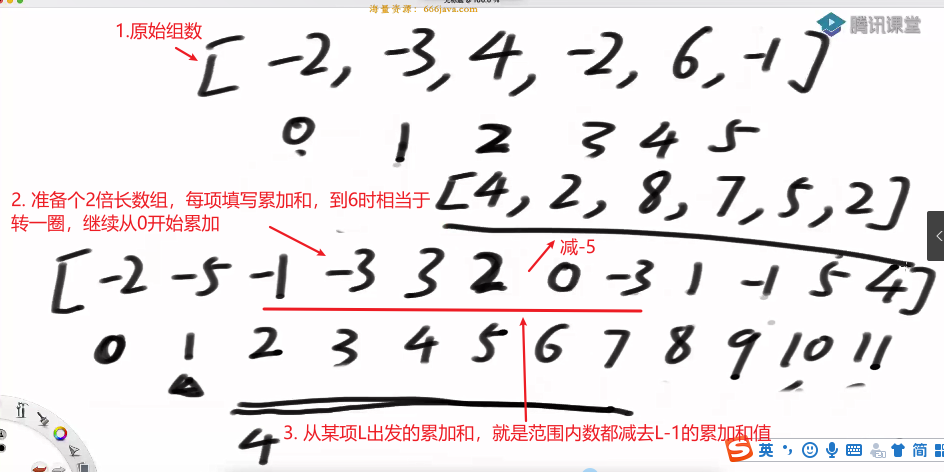 海量资源：666java.com
腾讯课堂
1.原始组数
[ -2, -3, 4, -2, 6, -1 ]
0 1 2 3 4 5
2. 准备个2倍长数组，每项填写累加和，到6时相当于
转一圈，继续从0开始累加
[4, 2, 8, 7, 5, 2]
减-5
[ -2 -5 -1 -3 3 2 0 -3 1 -1 5 4 ]
0 1 2 3 4 5 6 7 8 9 10 11
4
3. 从某项L出发的累加和，就是范围内数都减去L-1的累加和值
英 简